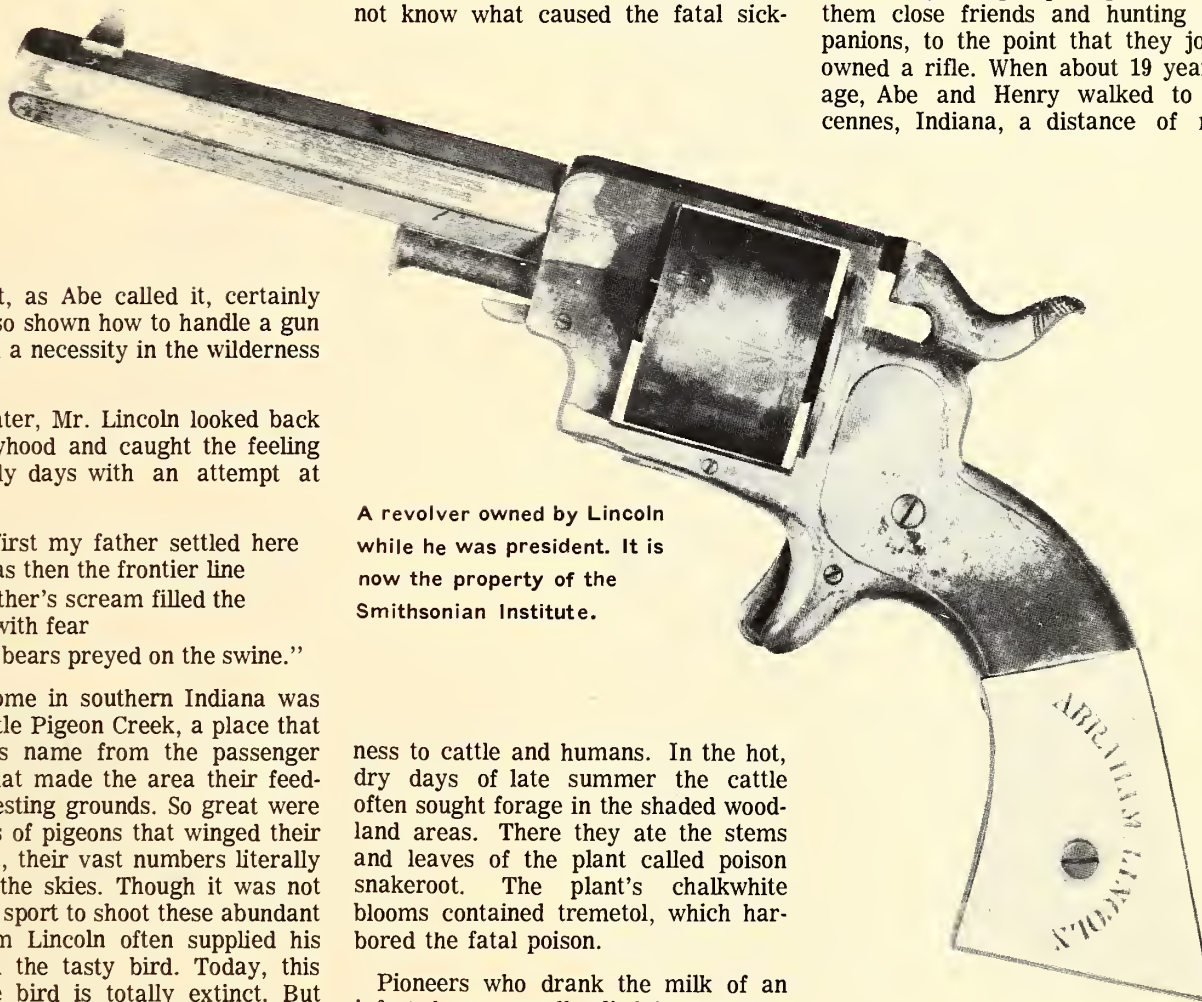 t, as Abe called it, certainly
so shown how to handle a gun
a necessity in the wilderness
ater, Mr. Lincoln looked back
yhood and caught the feeling
ly days with an attempt at
first my father settled here
as then the frontier line
ther's scream filled the
with fear
bears preyed on the swine.”
ome in southern Indiana was
tle Pigeon Creek, a place that
s name from the passenger
hat made the area their feed-
esting grounds. So great were
s of pigeons that winged their
, their vast numbers literally
the skies. Though it was not
sport to shoot these abundant
m Lincoln often supplied his
the tasty bird. Today, this
e bird is totally extinct. But
not know what caused the fatal sick-
A revolver owned by Lincoln
while he was president. It is
now the property of the
Smithsonian Institute.
ness to cattle and humans. In the hot,
dry days of late summer the cattle
often sought forage in the shaded wood-
land areas. There they ate the stems
and leaves of the plant called poison
snakeroot. The plant's chalkwhite
blooms contained tremetol, which har-
bored the fatal poison.
Pioneers who drank the milk of an
them close friends and hunting
panions, to the point that they jo
owned a rifle. When about 19 yea
age, Abe and Henry walked to
cennes, Indiana, a distance of
ABRAHAM LINCOLN